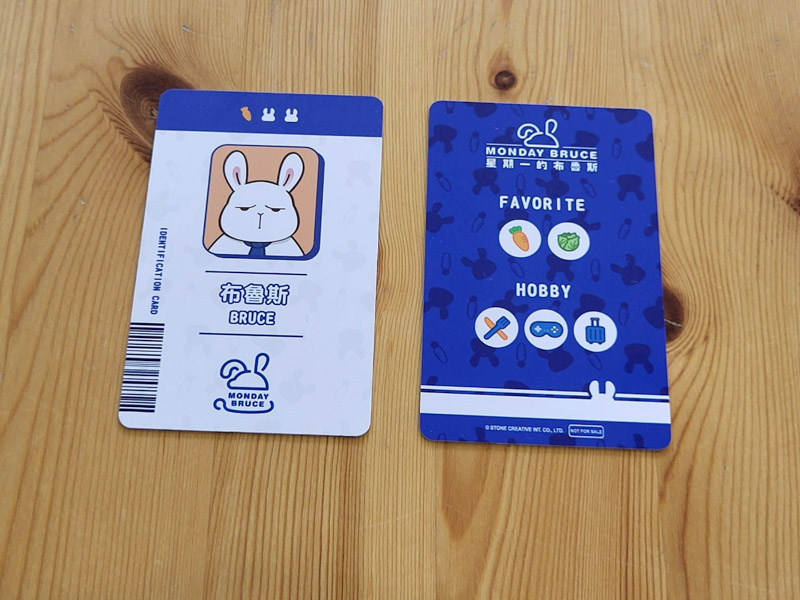 IDENTIFICATION CARD
布魯斯
BRUCE
MONDAY
BRUCE
MONDAY BRUCE
星期一的布魯斯
FAVORITE
HOBBY
© STONE CREATIVE INT. CO., LTD.
NOT FOR SALE